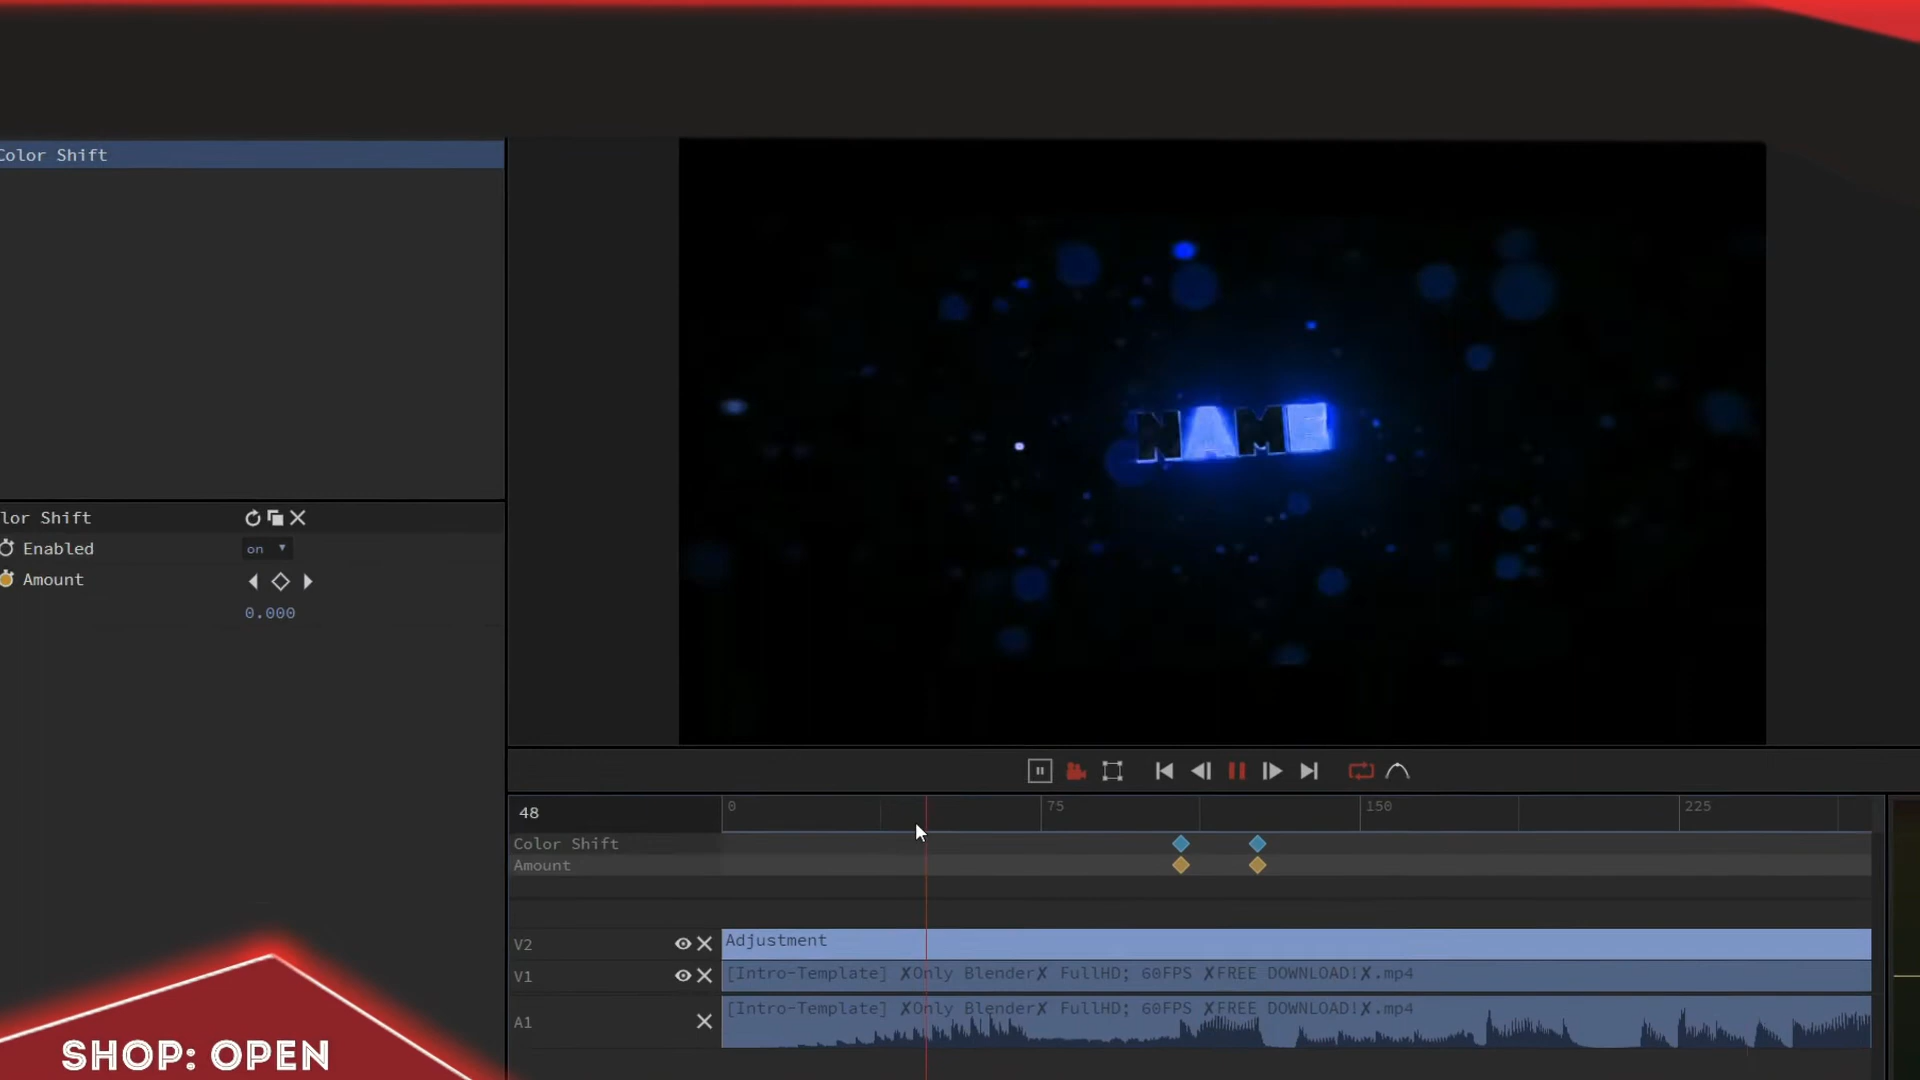 Color Shift
NAME
lor Shift
Enabled
on
Amount
0.000
48
0
75
150
225
Color Shift
Amount
V2
Adjustment
V1
[Intro-Template] ✗Only Blender✗ FullHD; 60FPS ✗FREE DOWNLOAD!✗.mp4
[Intro-Template] ✗Only Blender✗ FullHD; 60FPS ✗FREE DOWNLOAD!✗.mp4
A1
SHOP: OPEN